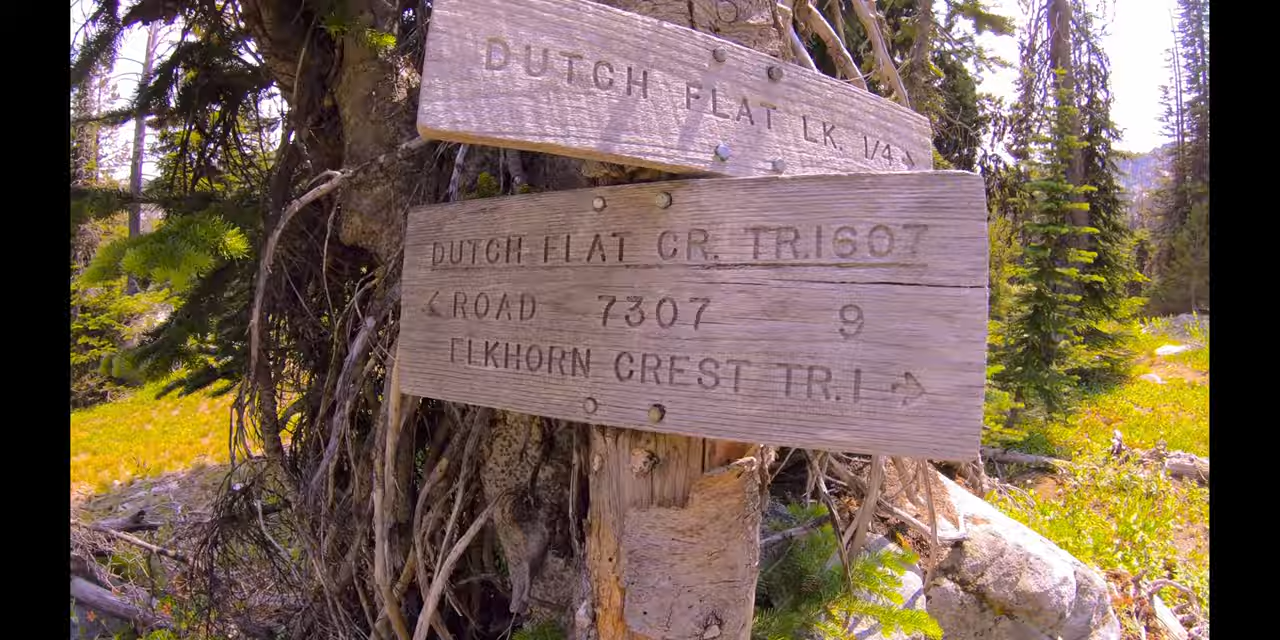 DUTCH FLAT LK. 1/4 →
DUTCH FLAT CR. TR.1607
< ROAD 7307 9
ELKHORN CREST TR.1 →